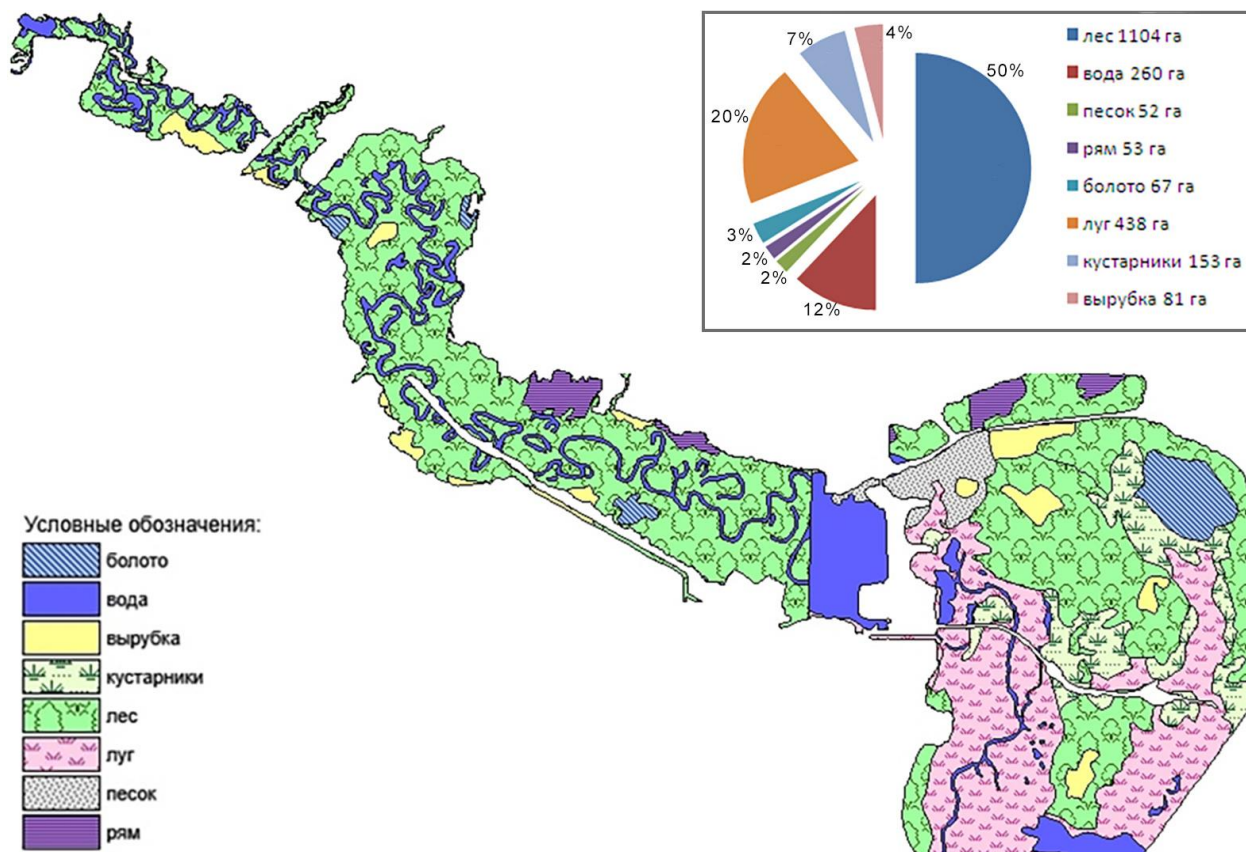 4%
7%
50%
20%
3%
2%
2%
12%
лес 1104 га
вода 260 га
песок 52 га
рям 53 га
болото 67 га
луг 438 га
кустарники 153 га
вырубка 81 га
Условные обозначения:
болото
вода
вырубка
кустарники
лес
луг
песок
рям